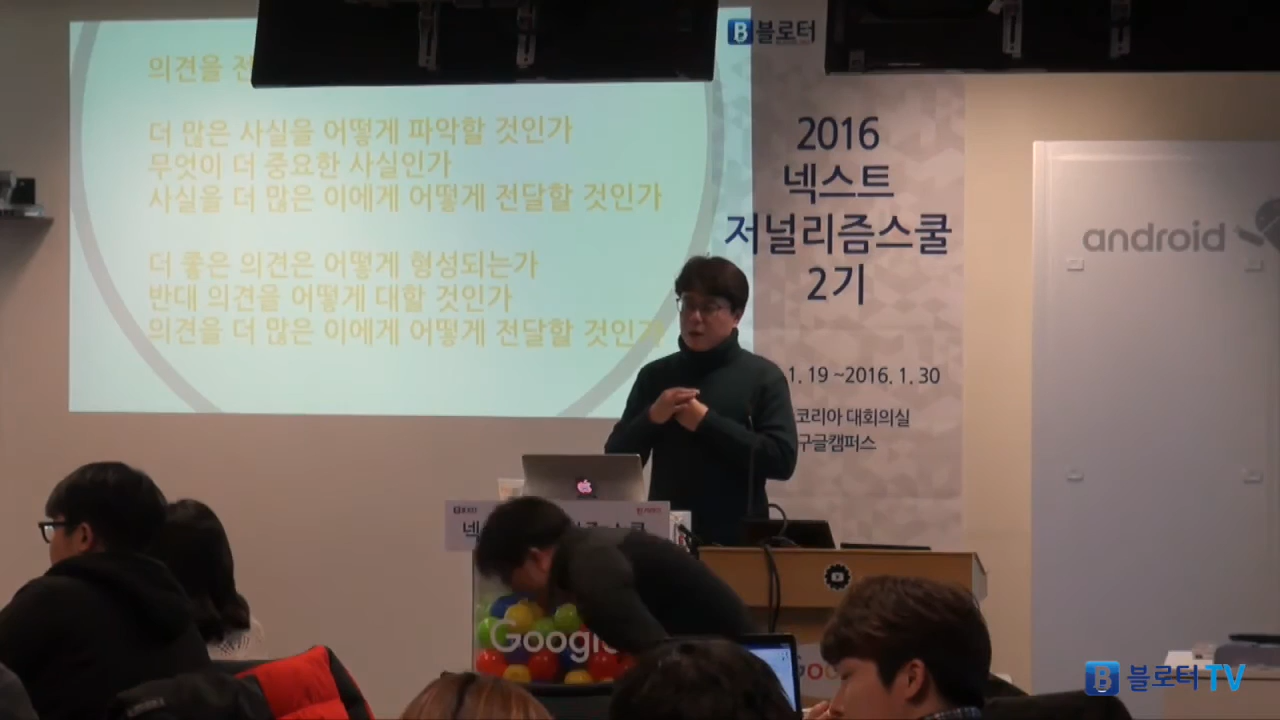 의견을 전
더 많은 사실을 어떻게 파악할 것인가
무엇이 더 중요한 사실인가
사실을 더 많은 이에게 어떻게 전달할 것인가
더 좋은 의견은 어떻게 형성되는가
반대 의견을 어떻게 대할 것인가
의견을 더 많은 이에게 어떻게 전달할 것인가
B 블로터
2016
넥스트
저널리즘스쿨
2기
1. 19 ~2016. 1. 30
코리아 대회의실
구글캠퍼스
android
Google
B 블로터 TV